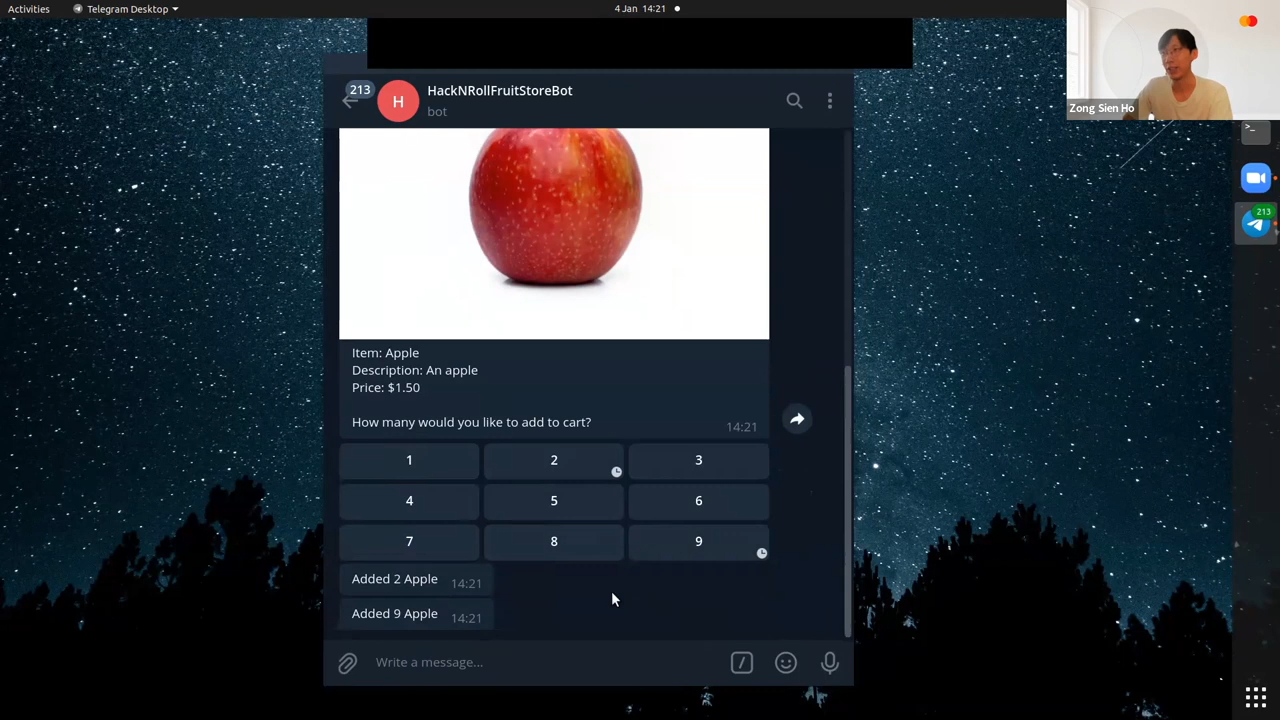 Activities
Telegram Desktop
4 Jan 14:21
213
H
HackNRollFruitStoreBot
bot
Zong Sien Ho
>_
213
Item: Apple
Description: An apple
Price: $1.50
How many would you like to add to cart?
14:21
1
2
3
4
5
6
7
8
9
Added 2 Apple 14:21
Added 9 Apple 14:21
Write a message...
/